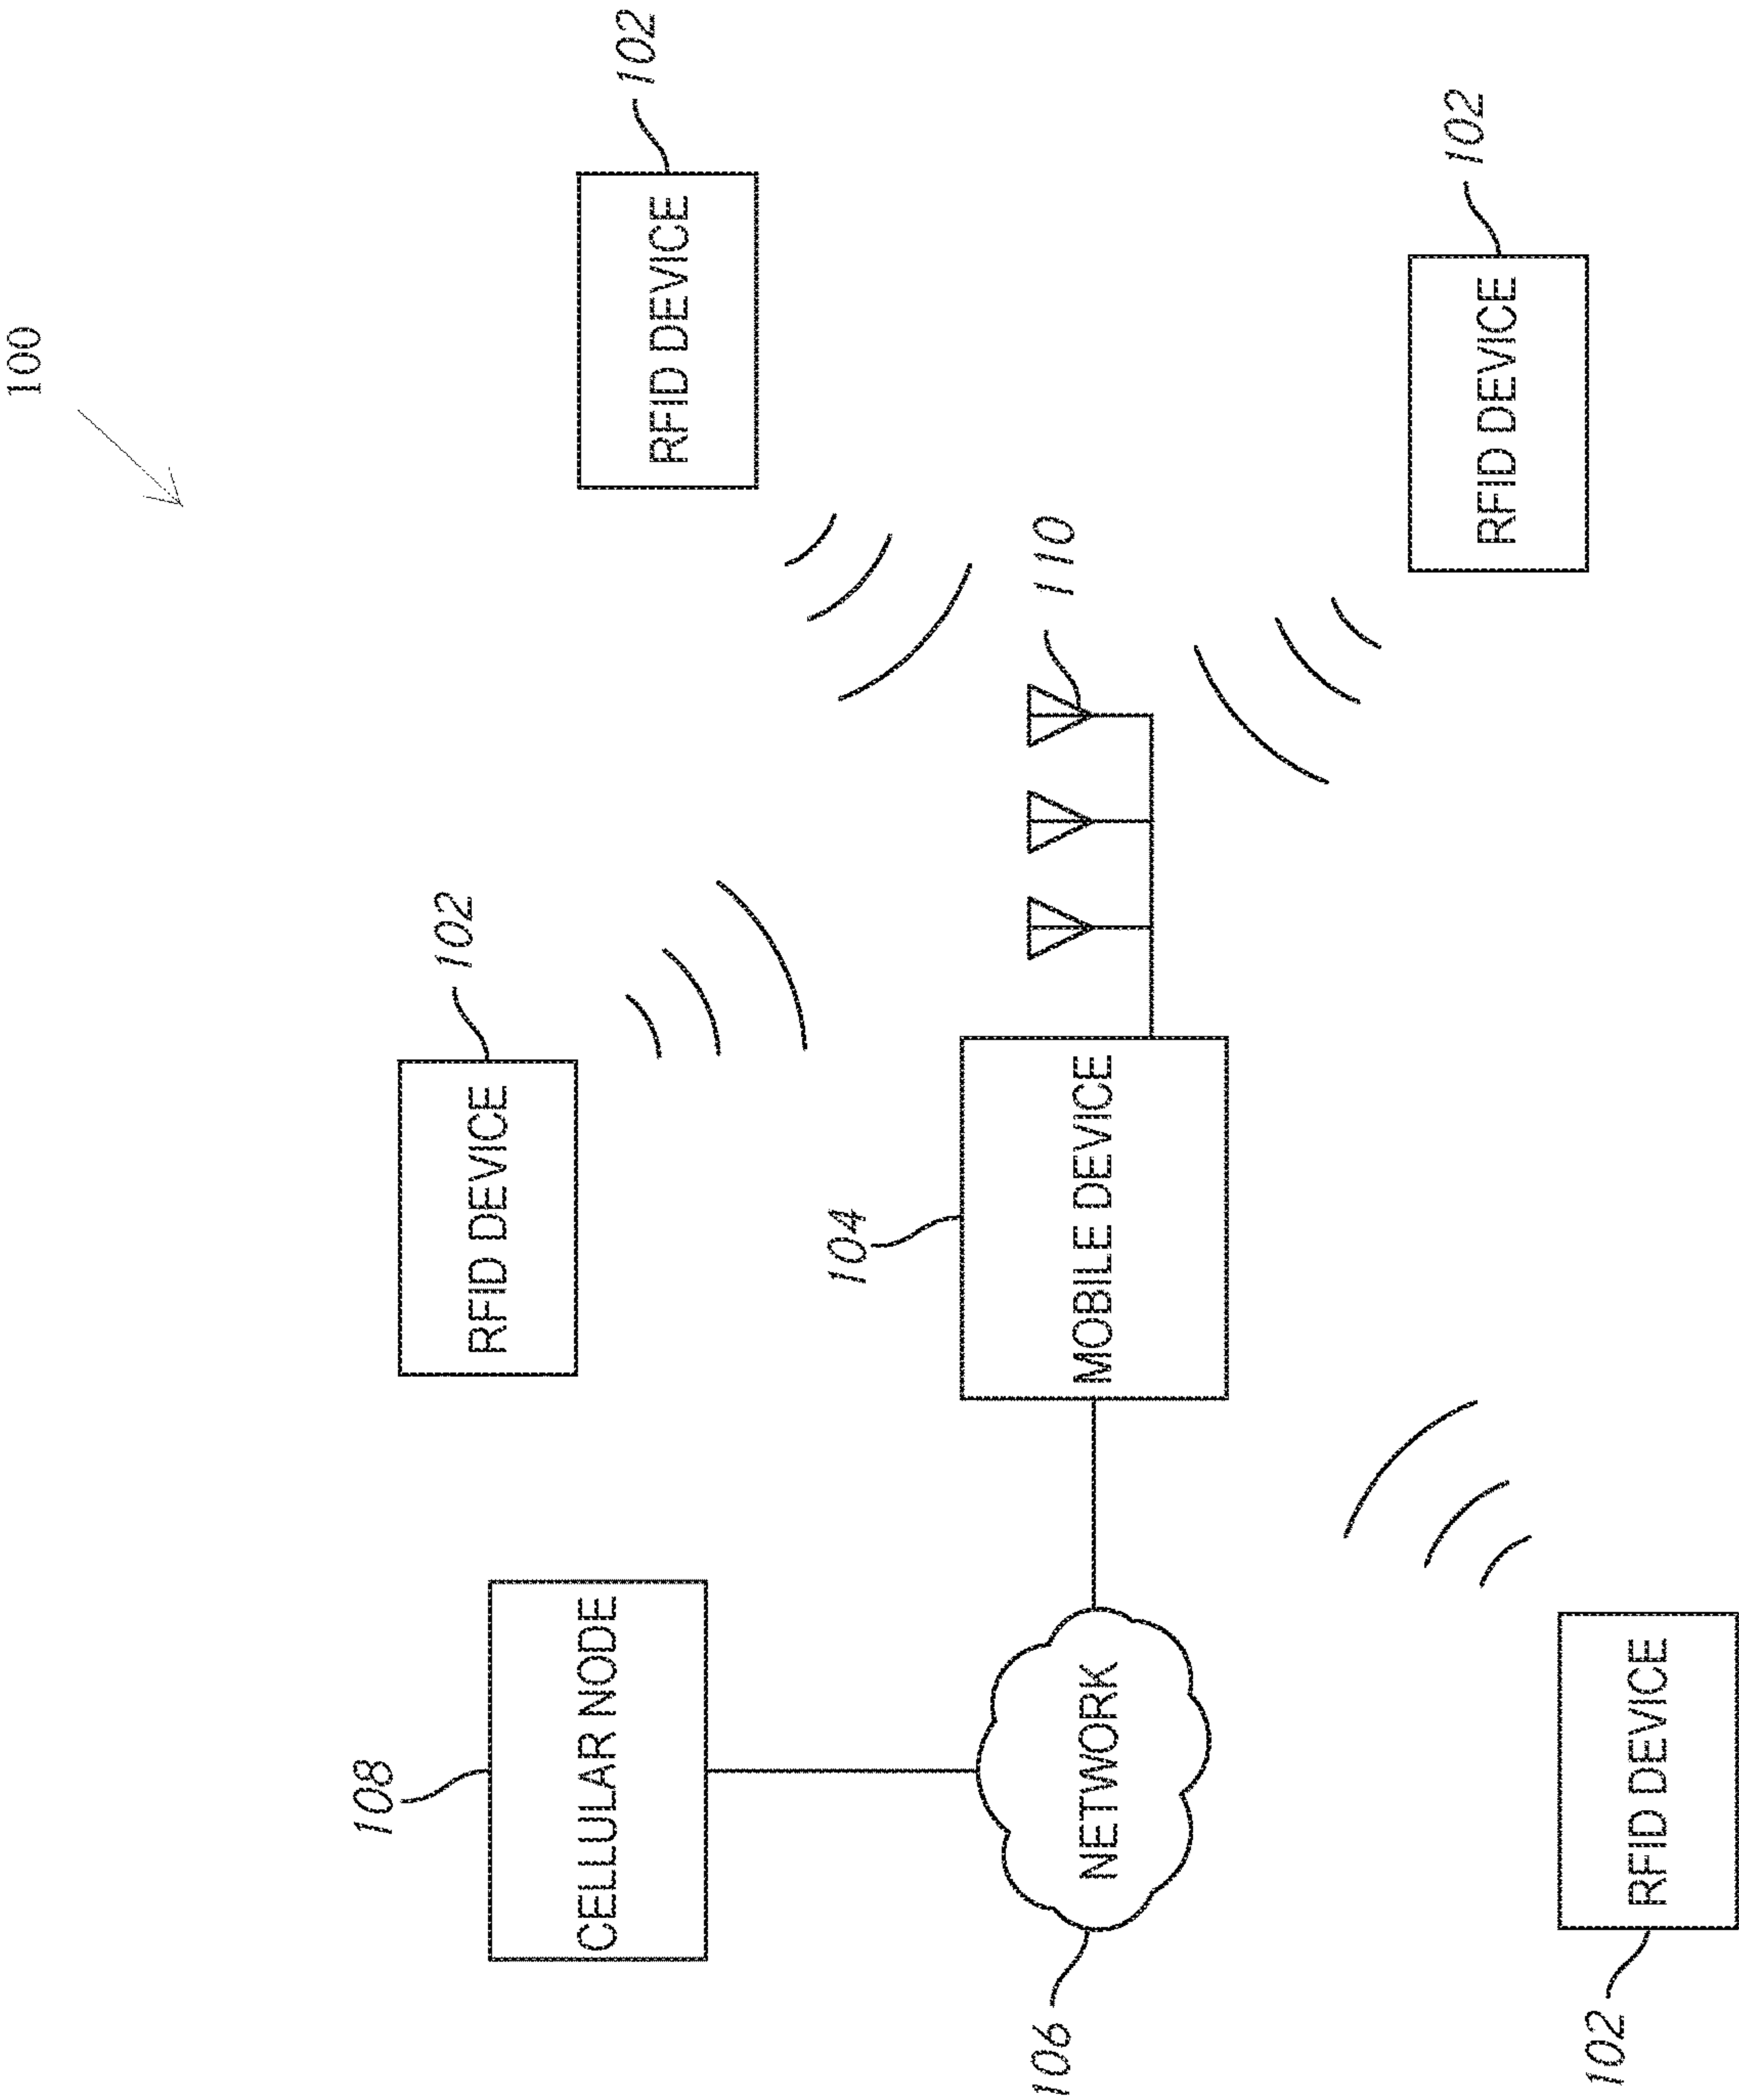 100
108
CELLULAR NODE
102
RFID DEVICE
102
RFID DEVICE
104
106
NETWORK
MOBILE DEVICE
110
102
RFID DEVICE
102
RFID DEVICE